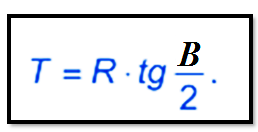 T = R · tg B/2.